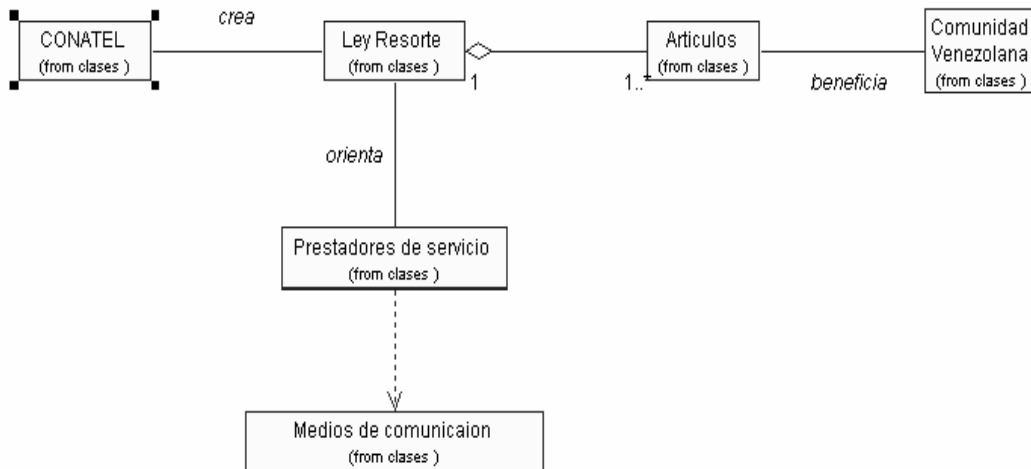 crea
CONATEL
(from clases )
Ley Resorte
(from clases )
Articulos
(from clases )
Comunidad
Venezolana
(from clases )
1
1..*
beneficia
orienta
Prestadores de servicio
(from clases )
Medios de comunicaion
(from clases )